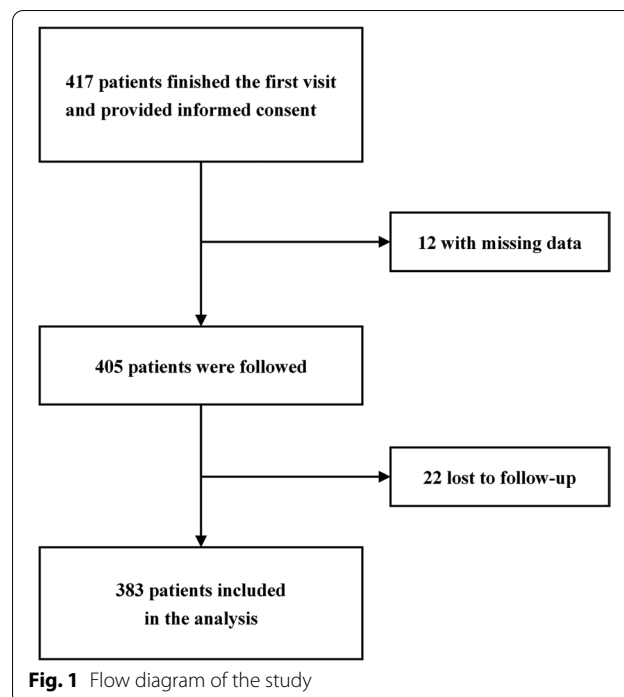 417 patients finished the first visit
and provided informed consent
12 with missing data
405 patients were followed
22 lost to follow-up
383 patients included
in the analysis
Fig. 1 Flow diagram of the study